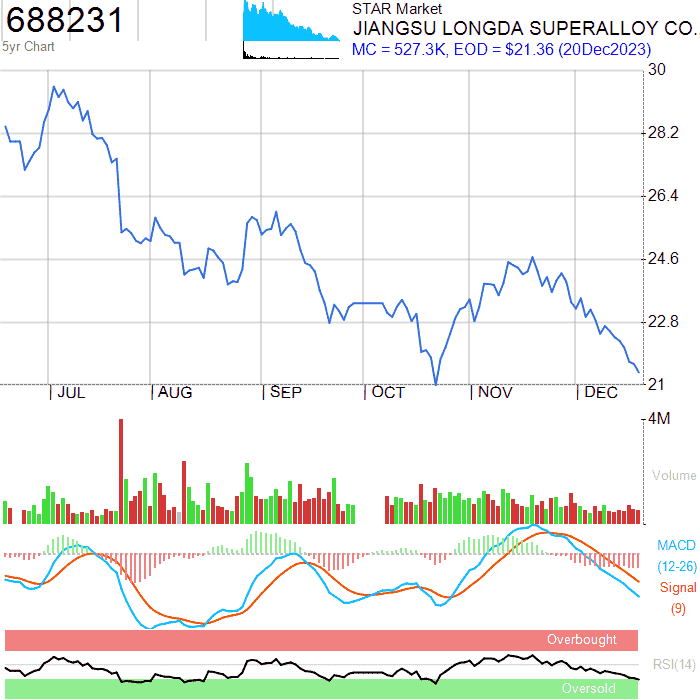 688231
5yr Chart
STAR Market
JIANGSU LONGDA SUPERALLOY CO.
MC = 527.3K, EOD = $21.36 (20Dec2023)
30
28.2
26.4
24.6
22.8
21
JUL AUG SEP OCT NOV DEC
4M
Volume
MACD
(12-26)
Signal
(9)
Overbought
RSI(14)
Oversold